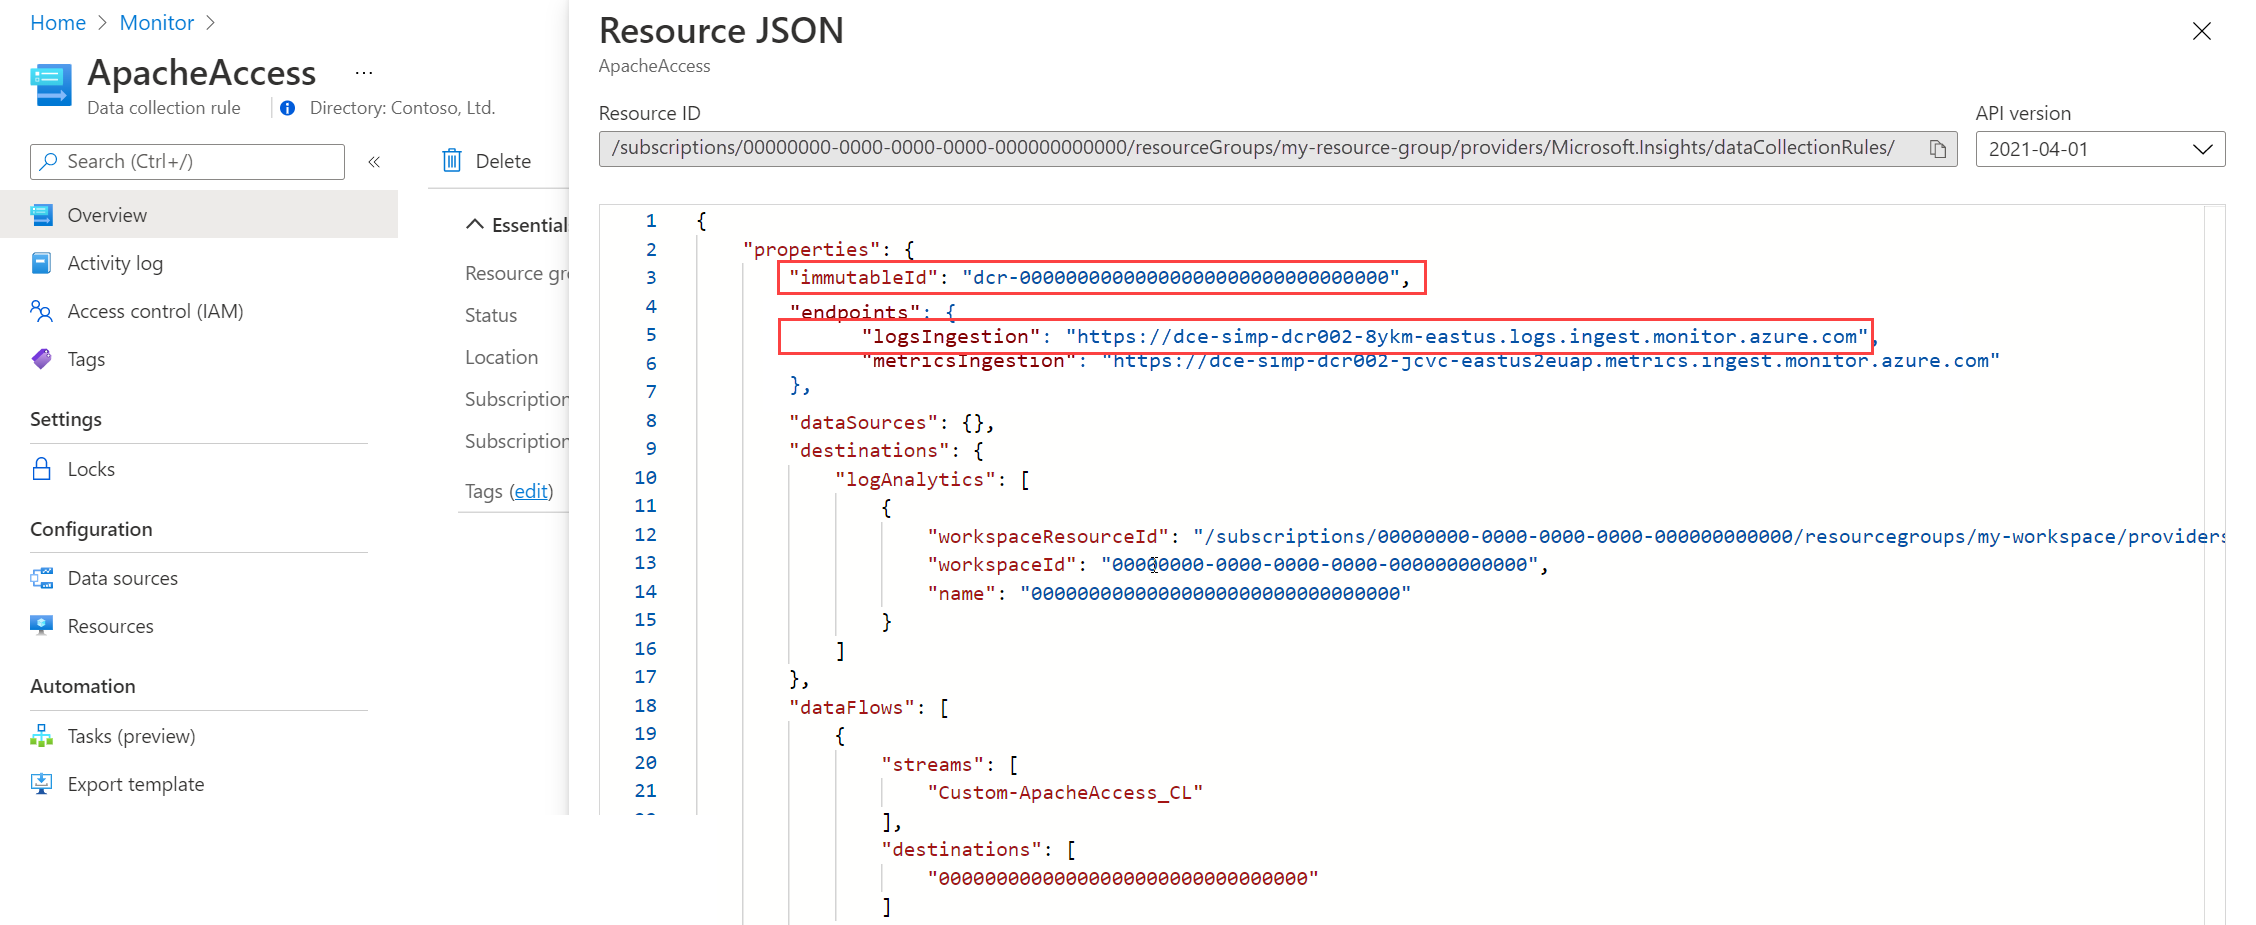 Home > Monitor >
ApacheAccess ...
Data collection rule
Directory: Contoso, Ltd.
Search (Ctrl+/)
«
Overview
Activity log
Access control (IAM)
Tags
Settings
Locks
Configuration
Data sources
Resources
Automation
Tasks (preview)
Export template
Delete
Essential
Resource gr
Status
Location
Subscription
Subscription
Tags (edit)
Resource JSON
ApacheAccess
Resource ID
/subscriptions/00000000-0000-0000-0000-000000000000/resourceGroups/my-resource-group/providers/Microsoft.Insights/dataCollectionRules/
API version
2021-04-01
1 {
2 "properties": {
3 "immutableId": "dcr-00000000000000000000000000000000",
4 "endpoints": {
5 "logsIngestion": "https://dce-simp-dcr002-8ykm-eastus.logs.ingest.monitor.azure.com",
6 "metricsIngestion": "https://dce-simp-dcr002-jcvc-eastus2euap.metrics.ingest.monitor.azure.com"
7 },
8 "dataSources": {},
9 "destinations": {
10 "logAnalytics": [
11 {
12 "workspaceResourceId": "/subscriptions/00000000-0000-0000-0000-000000000000/resourcegroups/my-workspace/providers
13 "workspaceId": "00000000-0000-0000-0000-000000000000",
14 "name": "00000000000000000000000000000000"
15 }
16 ]
17 },
18 "dataFlows": [
19 {
20 "streams": [
21 "Custom-ApacheAccess_CL"
],
"destinations": [
"00000000000000000000000000000000"
]